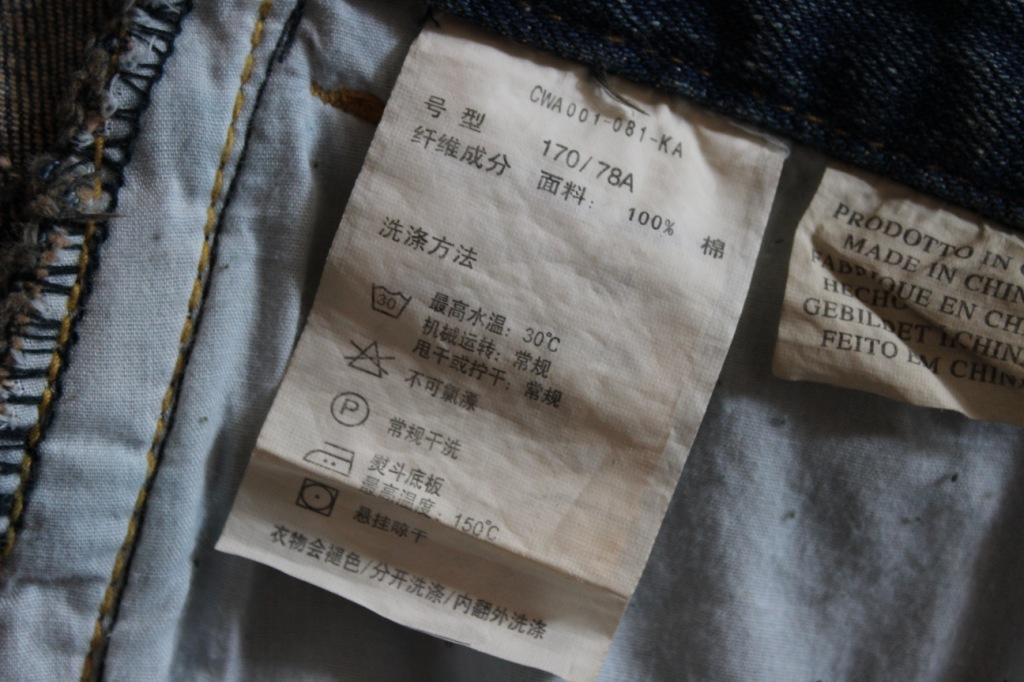 CWA001-081-KA
号 型 170/78A
纤维成分 面料: 100% 棉
洗涤方法
30 最高水温: 30℃
机械运转: 常规
甩干或拧干: 常规
不可氯漂
P 常规干洗
熨斗底板
最高温度: 150℃
悬挂晾干
衣物会褪色/分开洗涤/内翻外洗涤
PRODOTTO IN
MADE IN CHIN
FABRIQUE EN CH
HECHO
GEBILDET I CHIN
FEITO EM CHINA